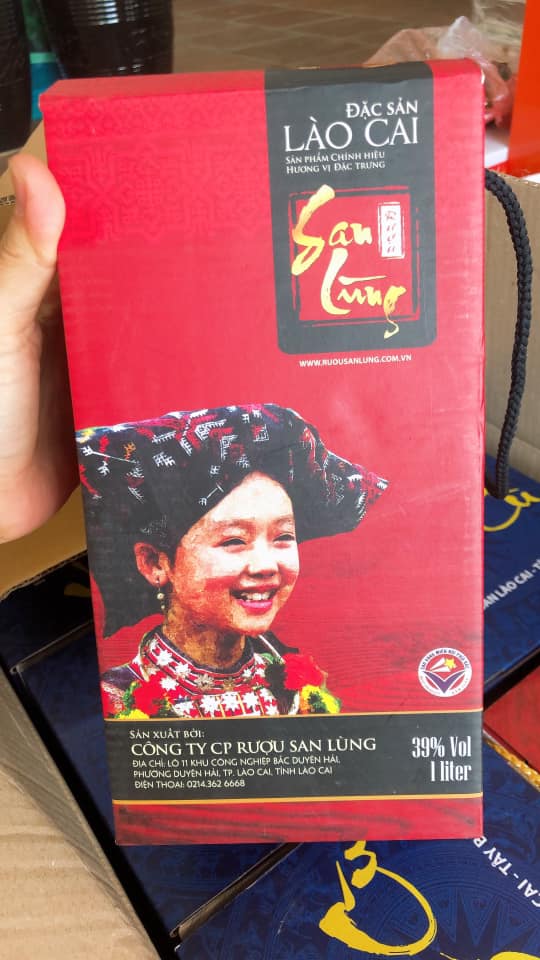 ĐẶC SẢN
LÀO CAI
SẢN PHẨM CHÍNH HIỆU
HƯƠNG VỊ ĐẶC TRƯNG
Rượu
San
Lùng
WWW.RUOUSANLUNG.COM.VN
SẢN XUẤT BỞI:
CÔNG TY CP RƯỢU SAN LÙNG
ĐỊA CHỈ: LÔ 11 KHU CÔNG NGHIỆP BẮC DUYÊN HẢI,
PHƯỜNG DUYÊN HẢI, TP. LÀO CAI, TỈNH LÀO CAI
ĐIỆN THOẠI: 0214.362 6668
39% Vol
1 liter